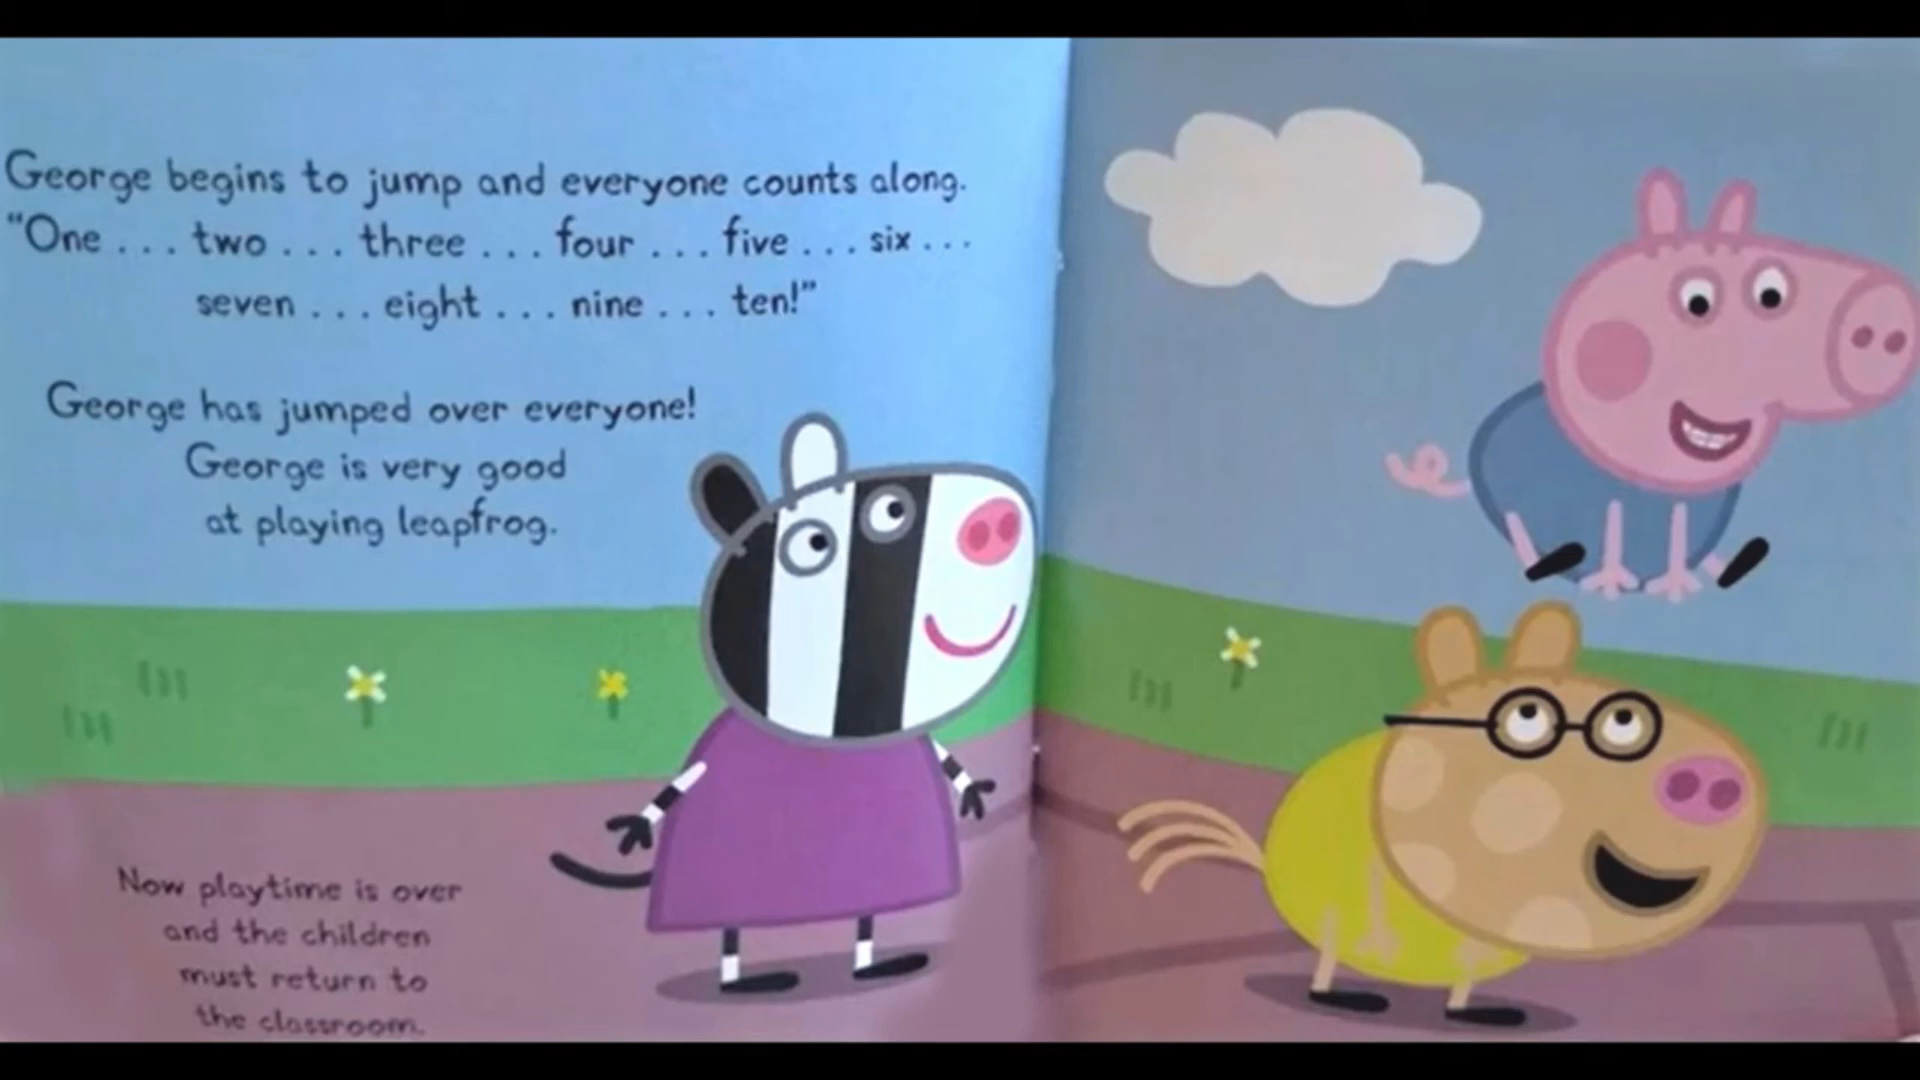 George begins to jump and everyone counts along.
“One . . . two . . . three . . . four . . . five . . . six . . .
seven . . . eight . . . nine . . . ten!”
George has jumped over everyone!
George is very good
at playing leapfrog.
Now playtime is over
and the children
must return to
the classroom.